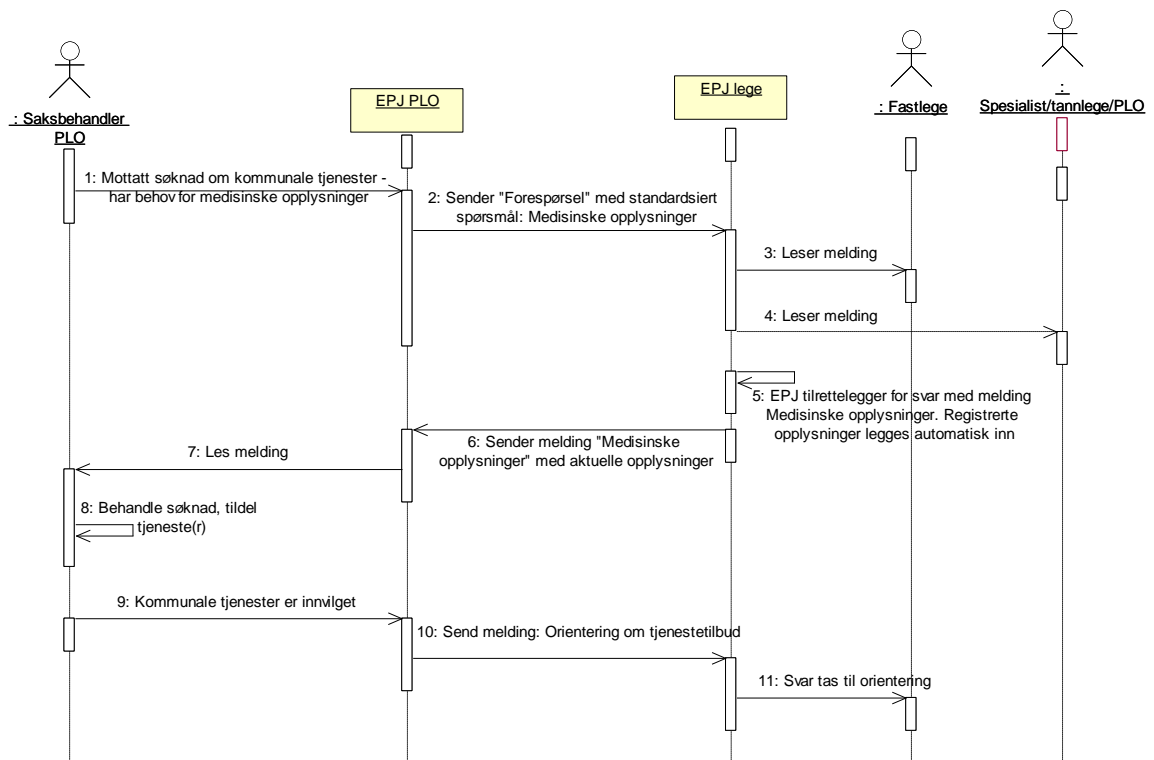 : Saksbehandler
PLO
EPJ PLO
EPJ lege
: Fastlege
:
Spesialist/tannlege/PLO
1: Mottatt søknad om kommunale tjenester -
har behov for medisinske opplysninger
2: Sender "Forespørsel" med standardsiert
spørsmål: Medisinske opplysninger
3: Leser melding
4: Leser melding
5: EPJ tilrettelegger for svar med melding
Medisinske opplysninger. Registrerte
opplysninger legges automatisk inn
6: Sender melding "Medisinske
opplysninger" med aktuelle opplysninger
7: Les melding
8: Behandle søknad, tildel
tjeneste(r)
9: Kommunale tjenester er innvilget
10: Send melding: Orientering om tjenestetilbud
11: Svar tas til orientering